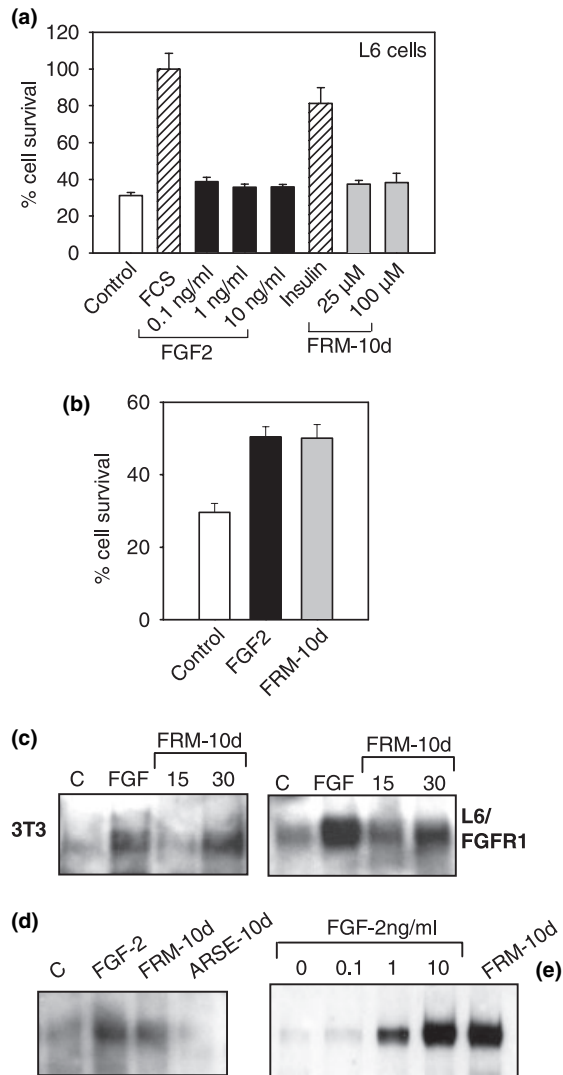 (a)
L6 cells
% cell survival
120
100
80
60
40
20
0
Control
FCS
0.1 ng/ml
1 ng/ml
10 ng/ml
Insulin
25 µM
100 µM
FGF2
FRM-10d
(b)
% cell survival
60
40
20
0
Control
FGF2
FRM-10d
(c)
FRM-10d
C FGF 15 30
3T3
FRM-10d
C FGF 15 30
L6/
FGFR1
(d)
C FGF-2 FRM-10d ARSE-10d
FGF-2ng/ml
0 0.1 1 10 FRM-10d
(e)